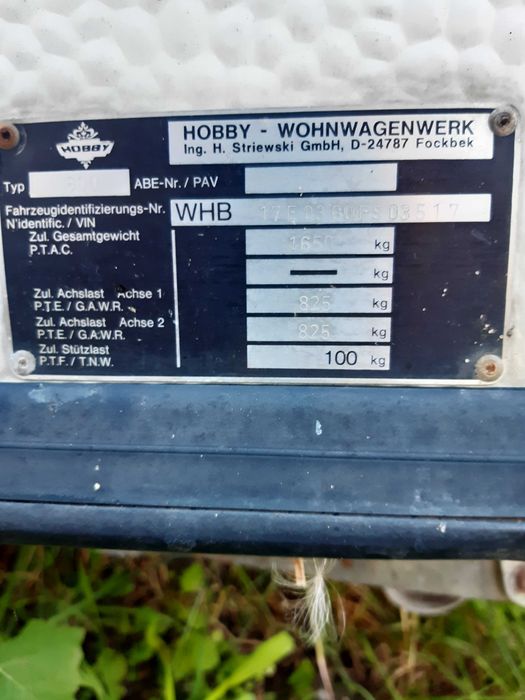 HOBBY
HOBBY - WOHNWAGENWERK
Ing. H. Striewski GmbH, D-24787 Fockbek
Typ ABE-Nr. / PAV
Fahrzeugidentifizierungs-Nr.
N'identific. / VIN
WHB
Zul. Gesamtgewicht
P.T.A.C.
1650 kg
— kg
Zul. Achslast Achse 1
P.T.E. / G.A.W.R.
825 kg
Zul. Achslast Achse 2
P.T.E. / G.A.W.R.
825 kg
Zul. Stützlast
P.T.F. / T.N.W.
100 kg